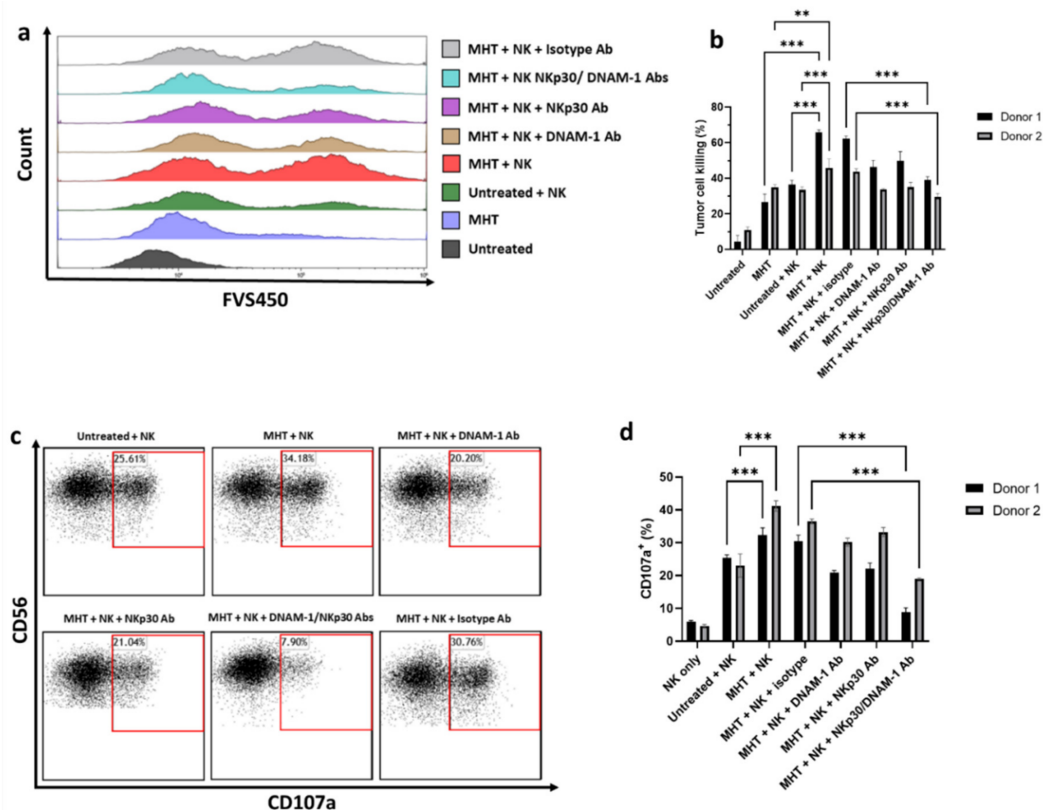 a
Count
FVS450
MHT + NK + Isotype Ab
MHT + NK NKp30/ DNAM-1 Abs
MHT + NK + NKp30 Ab
MHT + NK + DNAM-1 Ab
MHT + NK
Untreated + NK
MHT
Untreated
b
**
***
*** ***
*** ***
Tumor cell killing (%)
80
60
40
20
0
Untreated
MHT
Untreated + NK
MHT + NK
MHT + NK + isotype
MHT + NK + DNAM-1 Ab
MHT + NK + NKp30 Ab
MHT + NK + NKp30/DNAM-1 Ab
Donor 1
Donor 2
c
CD56
CD107a
Untreated + NK
25.61%
MHT + NK
34.18%
MHT + NK + DNAM-1 Ab
20.20%
MHT + NK + NKp30 Ab
21.04%
MHT + NK + DNAM-1/NKp30 Abs
7.90%
MHT + NK + Isotype Ab
30.76%
d
*** ***
*** ***
CD107a+ (%)
50
40
30
20
10
0
NK only
Untreated + NK
MHT + NK
MHT + NK + isotype
MHT + NK + DNAM-1 Ab
MHT + NK + NKp30 Ab
MHT + NK + NKp30/DNAM-1 Ab
Donor 1
Donor 2